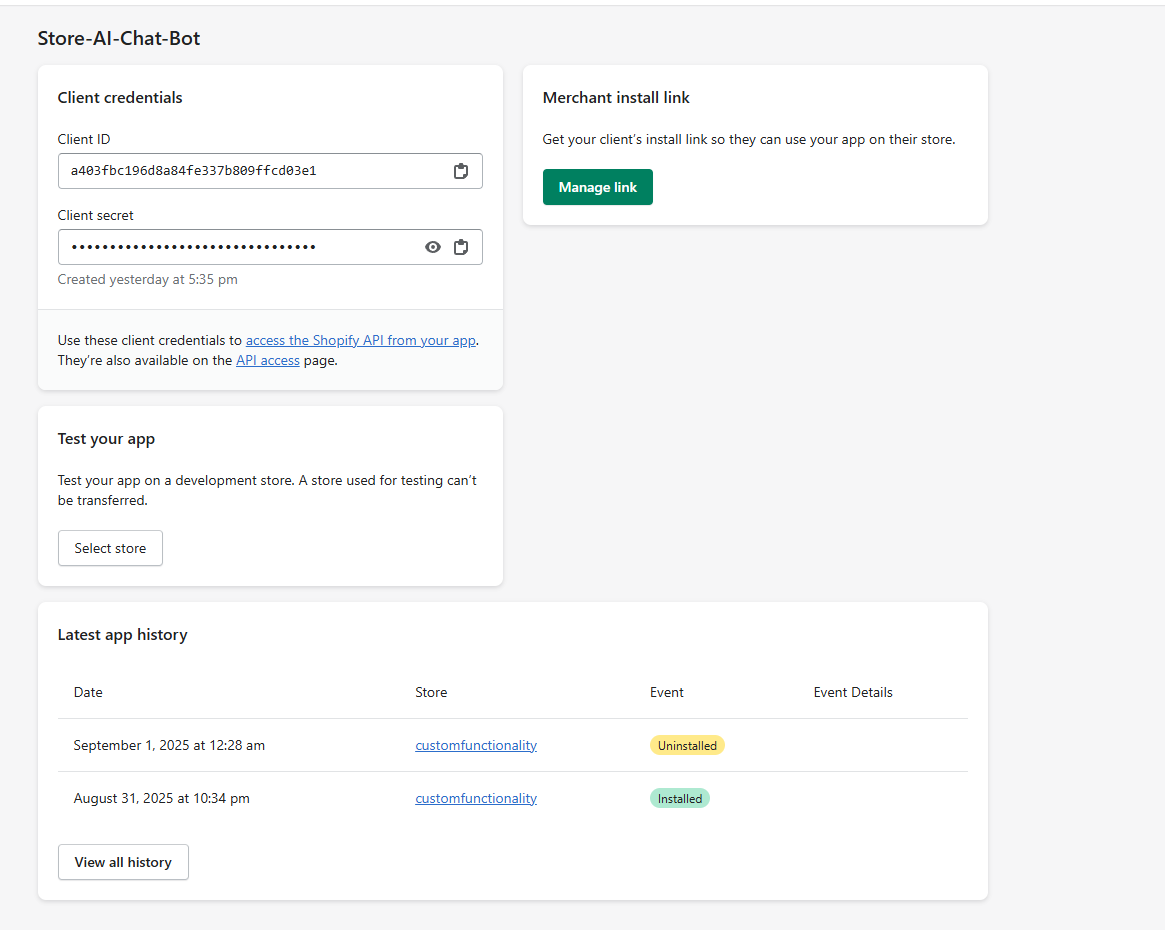 Store-AI-Chat-Bot
Client credentials
Client ID
a403fbc196d8a84fe337b809ffcd03e1
Client secret
••••••••••••••••••••••••••••••••
Created yesterday at 5:35 pm
Use these client credentials to access the Shopify API from your app.
They’re also available on the API access page.
Merchant install link
Get your client’s install link so they can use your app on their store.
Manage link
Test your app
Test your app on a development store. A store used for testing can’t
be transferred.
Select store
Latest app history
Date Store Event Event Details
September 1, 2025 at 12:28 am customfunctionality Uninstalled
August 31, 2025 at 10:34 pm customfunctionality Installed
View all history